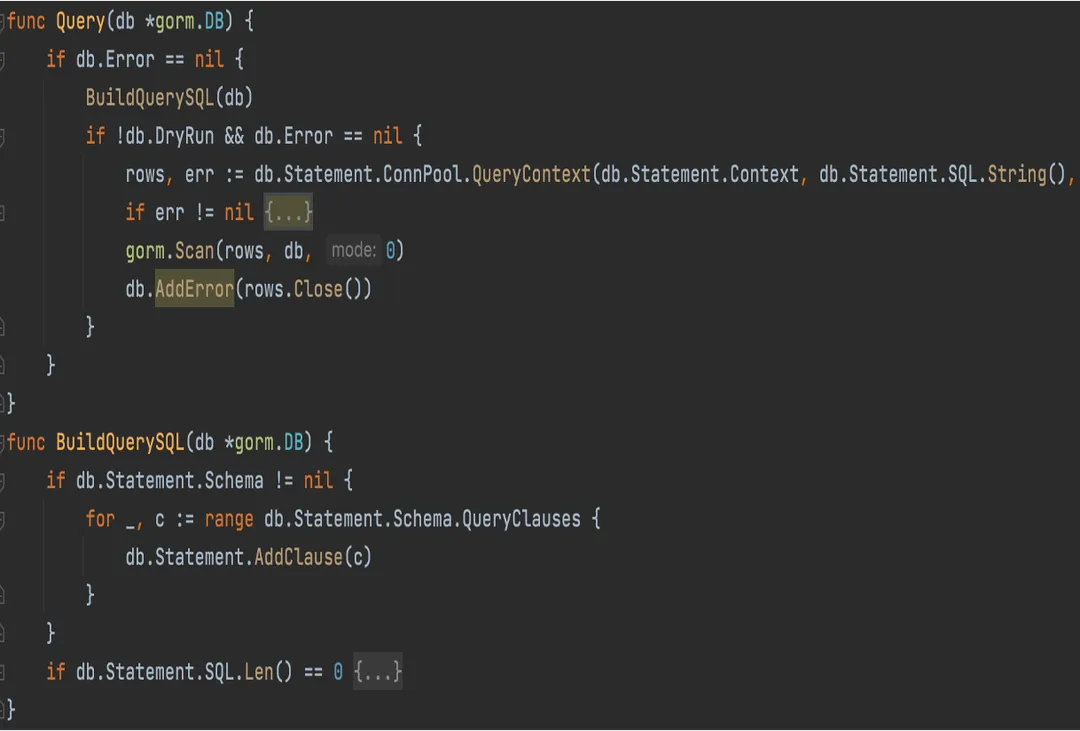 func Query(db *gorm.DB) {
    if db.Error == nil {
        BuildQuerySQL(db)
        if !db.DryRun && db.Error == nil {
            rows, err := db.Statement.ConnPool.QueryContext(db.Statement.Context, db.Statement.SQL.String(),
            if err != nil {...}
            gorm.Scan(rows, db, mode: 0)
            db.AddError(rows.Close())
        }
    }
}
func BuildQuerySQL(db *gorm.DB) {
    if db.Statement.Schema != nil {
        for _, c := range db.Statement.Schema.QueryClauses {
            db.Statement.AddClause(c)
        }
    }
    if db.Statement.SQL.Len() == 0 {...}
}